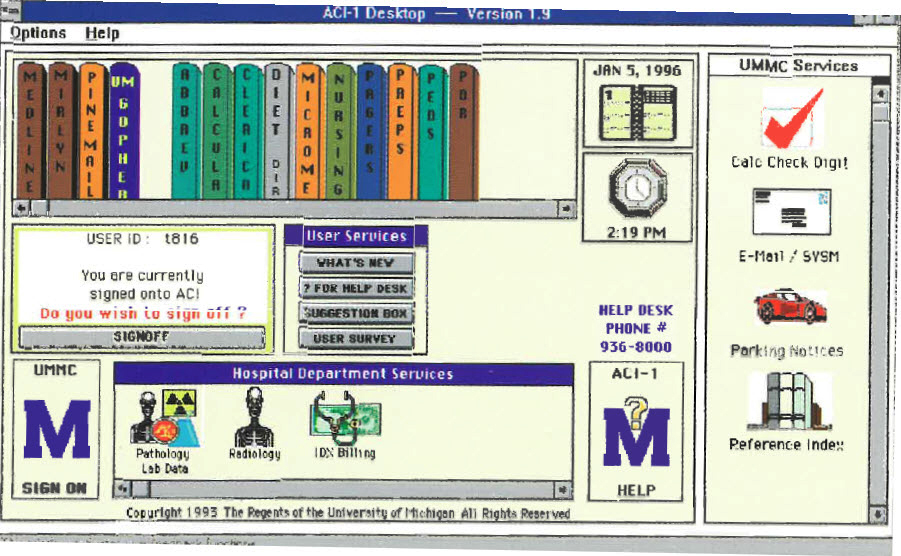 ACI-1 Desktop — Version 1.9
Options Help
MEDLINE
MIRLYN
PINEMAIL
UM GOPHER
ABBREV
CALCULA
CLERICA
DIET DIR
MICROME
NURSING
PAGERS
PREPS
PEDS
PDR
JAN 5, 1996
2:19 PM
USER ID : t816
You are currently
signed onto ACI
Do you wish to sign off ?
SIGNOFF
User Services
WHAT'S NEW
? FOR HELP DESK
SUGGESTION BOX
USER SURVEY
HELP DESK
PHONE #
936-8000
UMMC
M
SIGN ON
Hospital Department Services
Pathology
Lab Data
Radiology
IDX Billing
ACI-1
?
M
HELP
Copyright 1993 The Regents of the University of Michigan All Rights Reserved
UMMC Services
Calc Check Digit
E-Mail / SYSM
Parking Notices
Reference Index